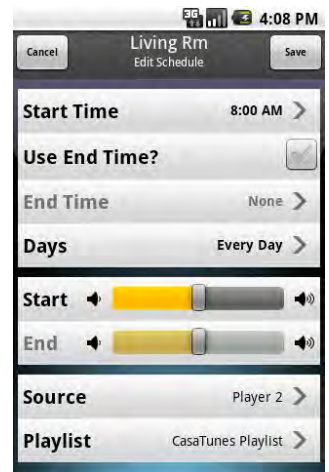 3G 4:08 PM
Cancel Living Rm Save
Edit Schedule
Start Time 8:00 AM
Use End Time?
End Time None
Days Every Day
Start
End
Source Player 2
Playlist CasaTunes Playlist